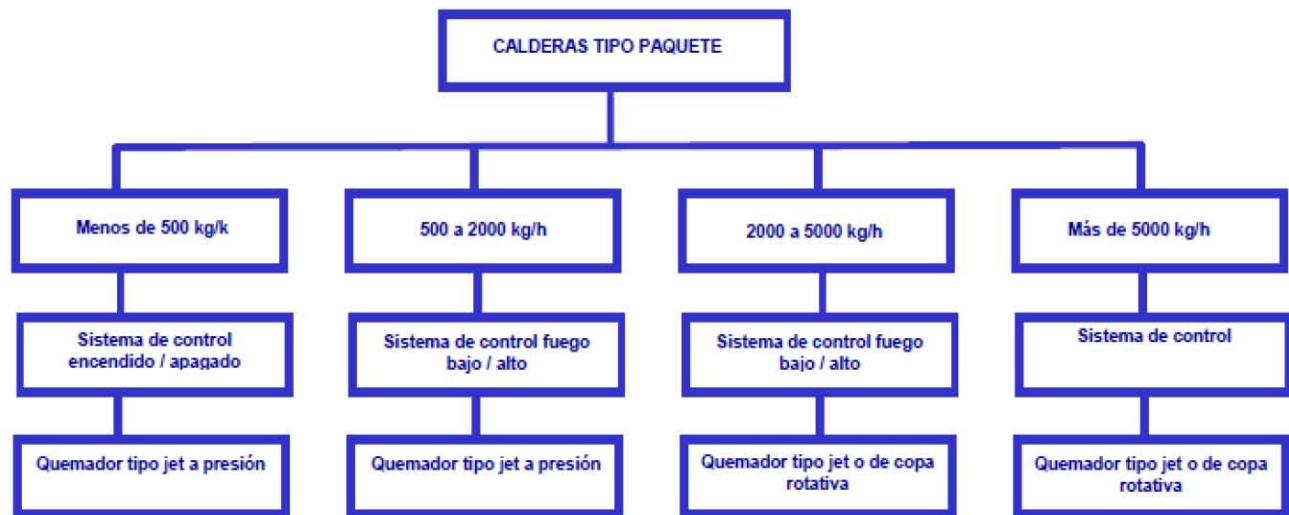 CALDERAS TIPO PAQUETE
Menos de 500 kg/k
500 a 2000 kg/h
2000 a 5000 kg/h
Más de 5000 kg/h
Sistema de control
encendido / apagado
Sistema de control fuego
bajo / alto
Sistema de control fuego
bajo / alto
Sistema de control
Quemador tipo jet a presión
Quemador tipo jet a presión
Quemador tipo jet o de copa
rotativa
Quemador tipo jet o de copa
rotativa